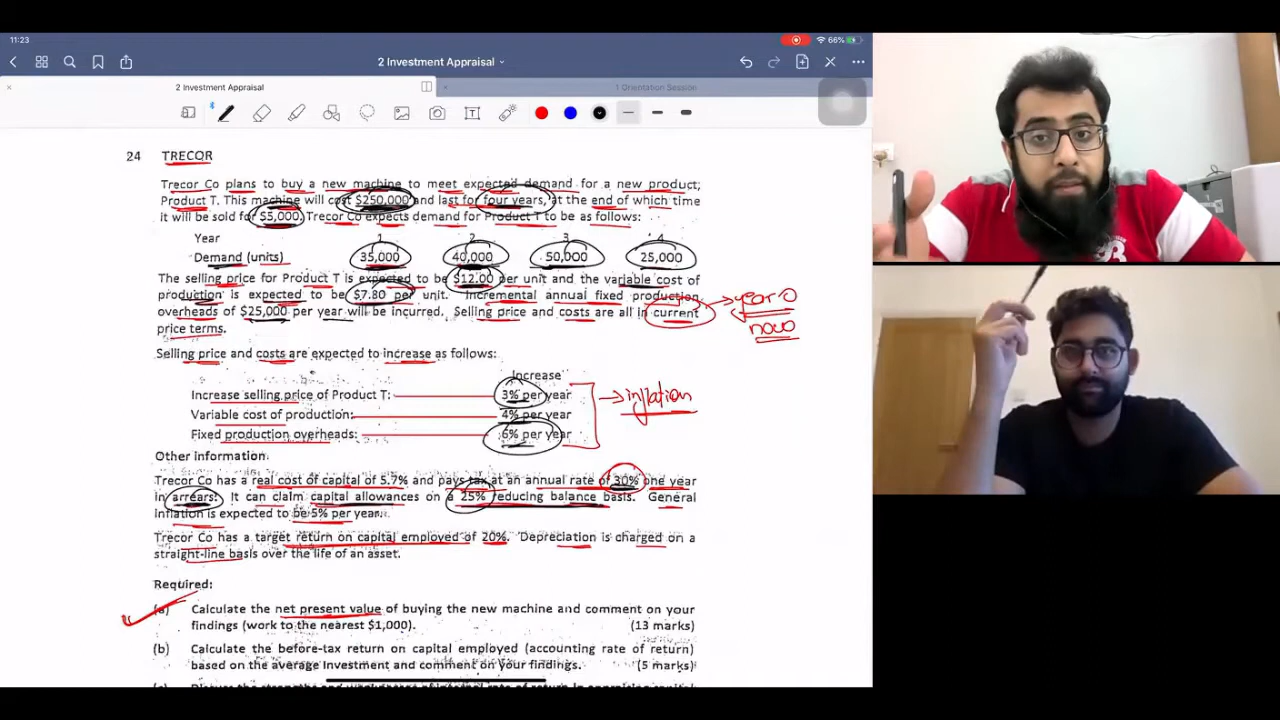 11:23
66%
2 Investment Appraisal
2 Investment Appraisal
1 Orientation Session
24 TRECOR
Trecor Co plans to buy a new machine to meet expected demand for a new product,
Product T. This machine will cost $250,000 and last for four years, at the end of which time
it will be sold for $5,000. Trecor Co expects demand for Product T to be as follows:
Year 1 2 3 4
Demand (units) 35,000 40,000 50,000 25,000
The selling price for Product T is expected to be $12.00 per unit and the variable cost of
production is expected to be $7.80 per unit. Incremental annual fixed production
overheads of $25,000 per year will be incurred. Selling price and costs are all in current
price terms.
year 0
now
Selling price and costs are expected to increase as follows:
Increase
Increase selling price of Product T: 3% per year
Variable cost of production: 4% per year
Fixed production overheads: 6% per year
inflation
Other information
Trecor Co has a real cost of capital of 5.7% and pays tax at an annual rate of 30% one year
in arrears. It can claim capital allowances on a 25% reducing balance basis. General
inflation is expected to be 5% per year.
Trecor Co has a target return on capital employed of 20%. Depreciation is charged on a
straight-line basis over the life of an asset.
Required:
(a) Calculate the net present value of buying the new machine and comment on your
findings (work to the nearest $1,000). (13 marks)
(b) Calculate the before-tax return on capital employed (accounting rate of return)
based on the average investment and comment on your findings. (5 marks)